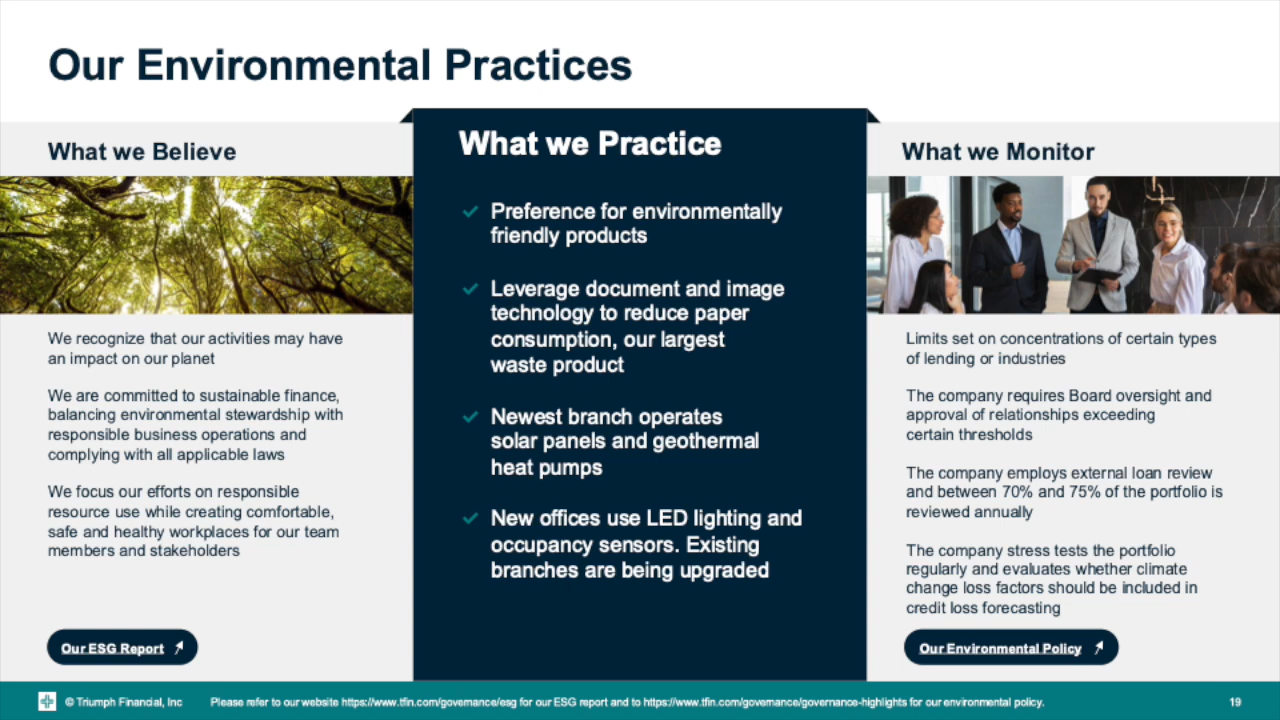 Our Environmental Practices
What we Believe
We recognize that our activities may have
an impact on our planet
We are committed to sustainable finance,
balancing environmental stewardship with
responsible business operations and
complying with all applicable laws
We focus our efforts on responsible
resource use while creating comfortable,
safe and healthy workplaces for our team
members and stakeholders
Our ESG Report
What we Practice
Preference for environmentally
friendly products
Leverage document and image
technology to reduce paper
consumption, our largest
waste product
Newest branch operates
solar panels and geothermal
heat pumps
New offices use LED lighting and
occupancy sensors. Existing
branches are being upgraded
What we Monitor
Limits set on concentrations of certain types
of lending or industries
The company requires Board oversight and
approval of relationships exceeding
certain thresholds
The company employs external loan review
and between 70% and 75% of the portfolio is
reviewed annually
The company stress tests the portfolio
regularly and evaluates whether climate
change loss factors should be included in
credit loss forecasting
Our Environmental Policy
© Triumph Financial, Inc Please refer to our website https://www.tfin.com/governance/esg for our ESG report and to https://www.tfin.com/governance/governance-highlights for our environmental policy. 19